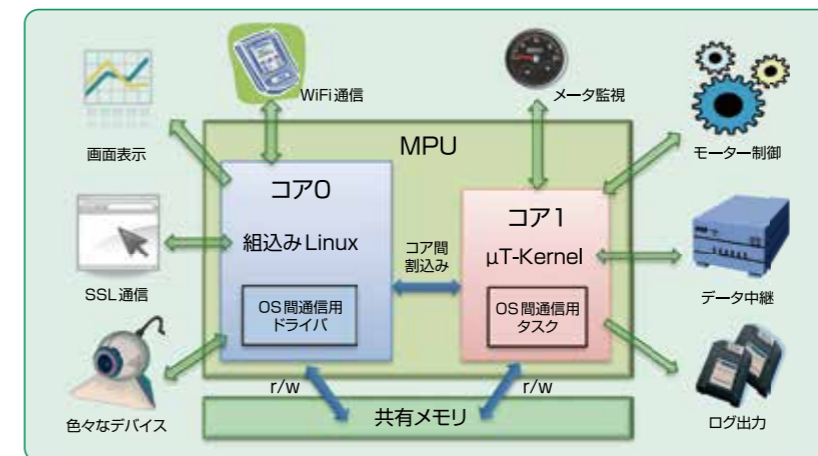 WiFi通信
メータ監視
画面表示
MPU
モーター制御
コア0
組込みLinux
コア1
μT-Kernel
コア間
割込み
SSL通信
データ中継
OS間通信用
ドライバ
OS間通信用
タスク
r/w
r/w
色々なデバイス
共有メモリ
ログ出力